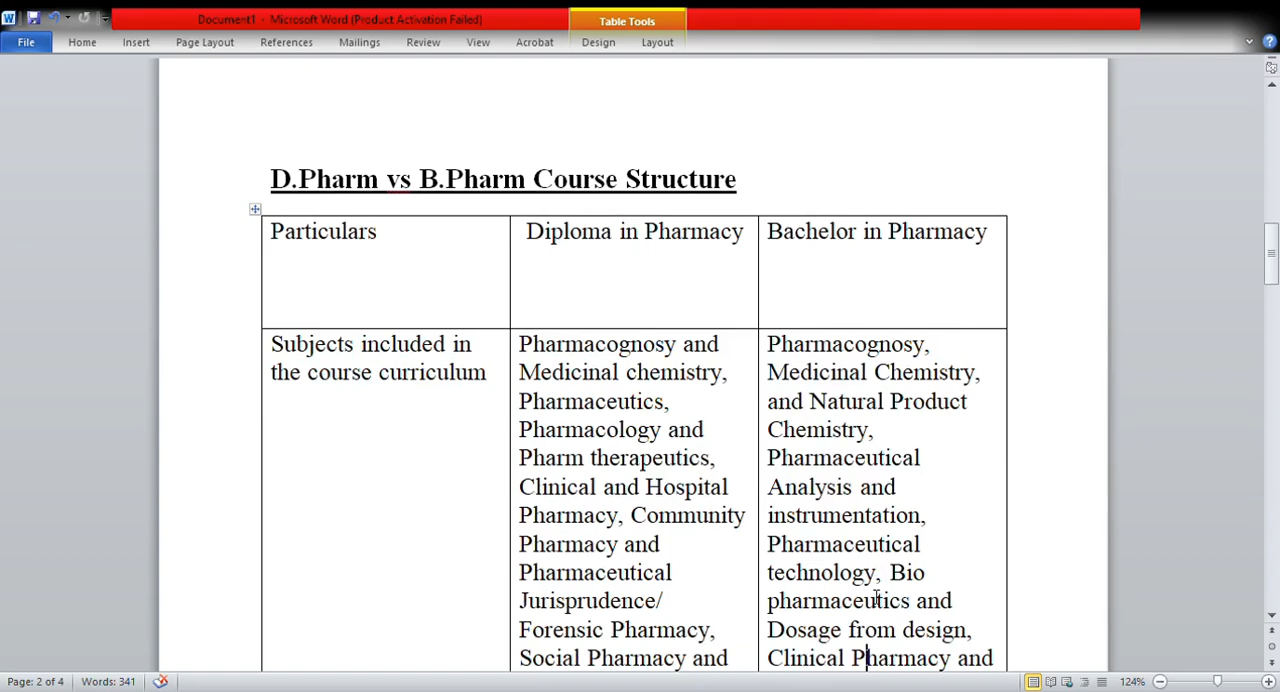 Document1 - Microsoft Word (Product Activation Failed)
Table Tools
File Home Insert Page Layout References Mailings Review View Acrobat Design Layout
D.Pharm vs B.Pharm Course Structure
Particulars
Diploma in Pharmacy
Bachelor in Pharmacy
Subjects included in
the course curriculum
Pharmacognosy and
Medicinal chemistry,
Pharmaceutics,
Pharmacology and
Pharm therapeutics,
Clinical and Hospital
Pharmacy, Community
Pharmacy and
Pharmaceutical
Jurisprudence/
Forensic Pharmacy,
Social Pharmacy and
Pharmacognosy,
Medicinal Chemistry,
and Natural Product
Chemistry,
Pharmaceutical
Analysis and
instrumentation,
Pharmaceutical
technology, Bio
pharmaceutics and
Dosage from design,
Clinical Pharmacy and
Page: 2 of 4 Words: 341 124%